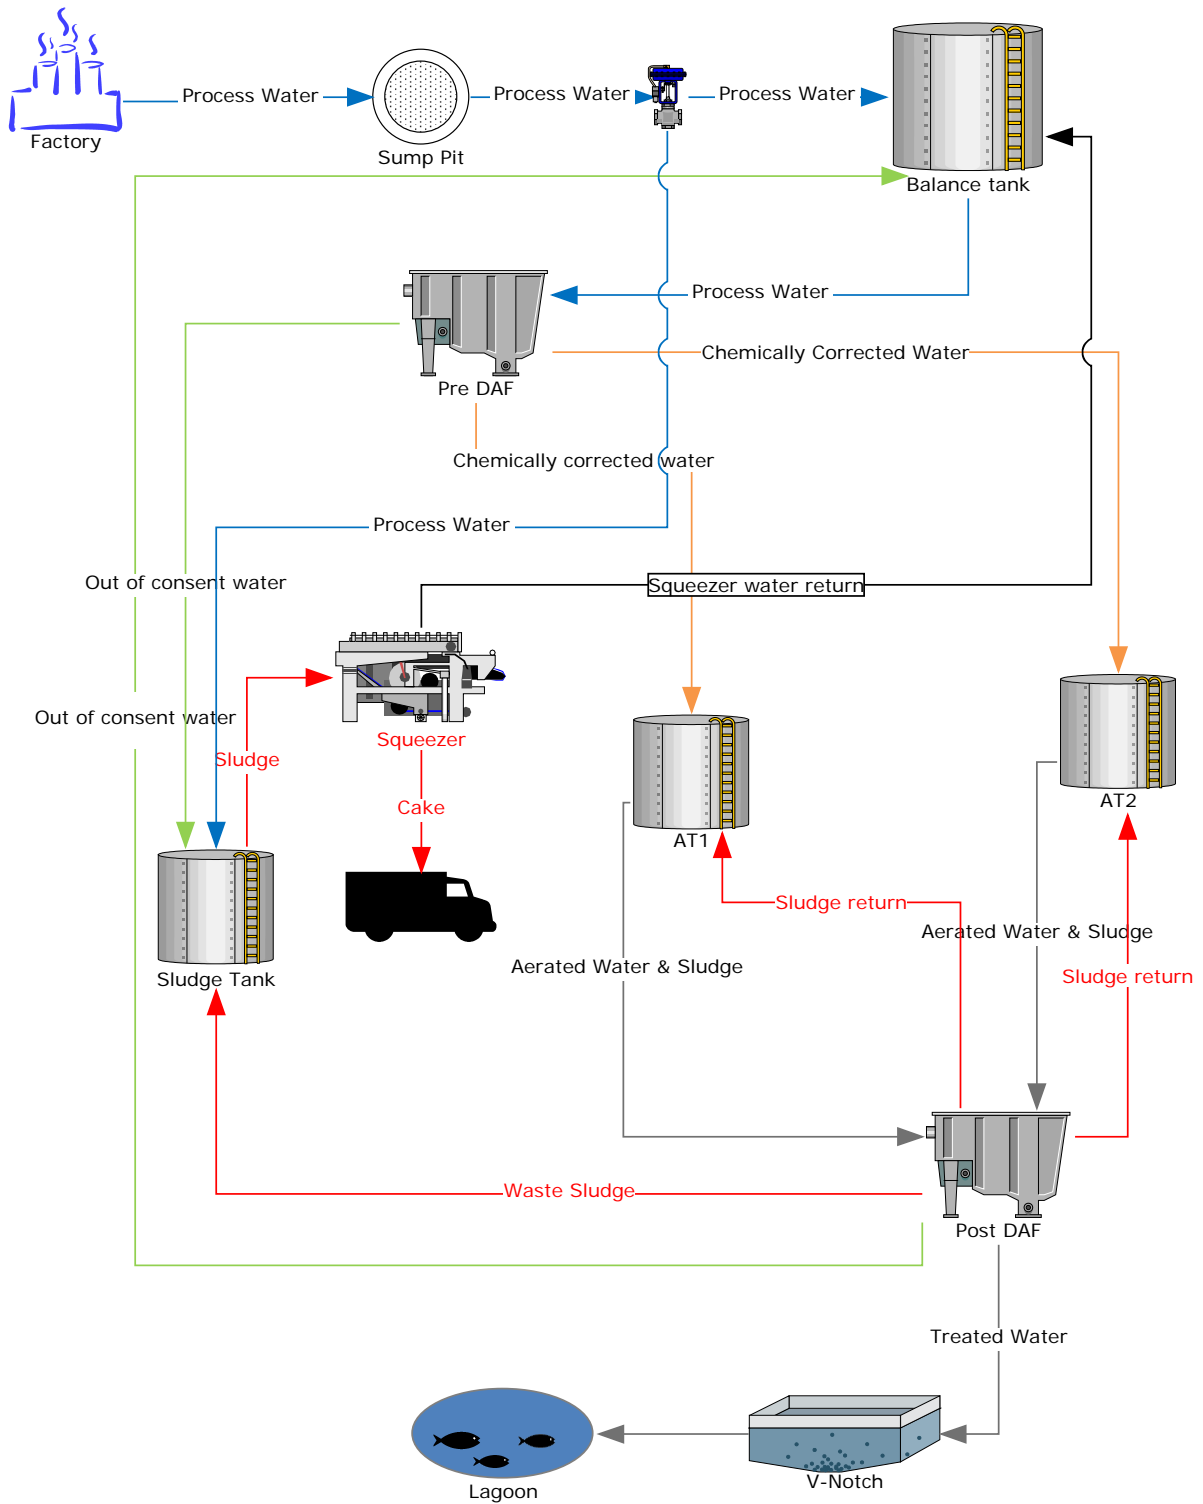 Process Water
Process Water
Process Water
Factory
Sump Pit
Balance tank
Process Water
Chemically Corrected Water
Pre DAF
Chemically corrected water
Process Water
Out of consent water
Squeezer water return
Out of consent water
Squeezer
Sludge
Cake
AT2
AT1
Sludge return
Aerated Water & Sludge
Aerated Water & Sludge
Sludge return
Sludge Tank
Waste Sludge
Post DAF
Treated Water
V-Notch
Lagoon